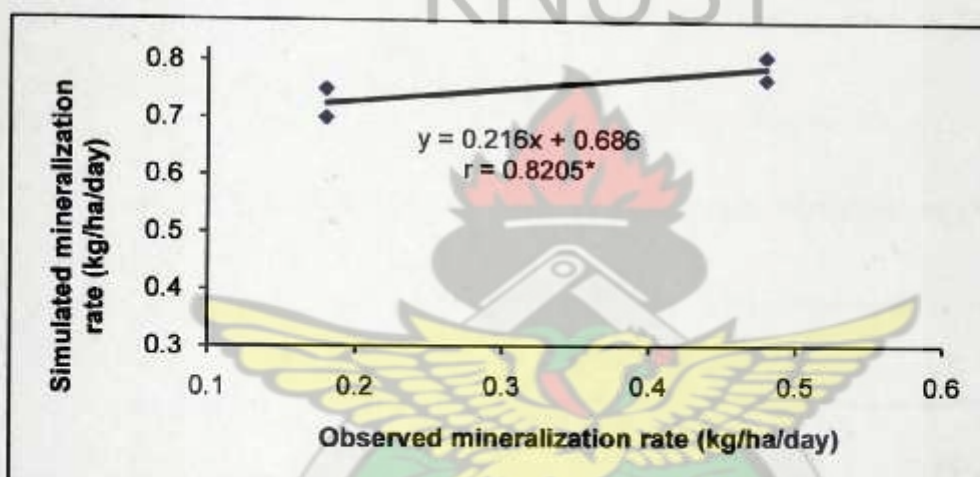 KNUST
0.8
0.7
0.6
0.5
0.4
0.3
Simulated mineralization
rate (kg/ha/day)
y = 0.216x + 0.686
r = 0.8205*
0.1 0.2 0.3 0.4 0.5 0.6
Observed mineralization rate (kg/ha/day)